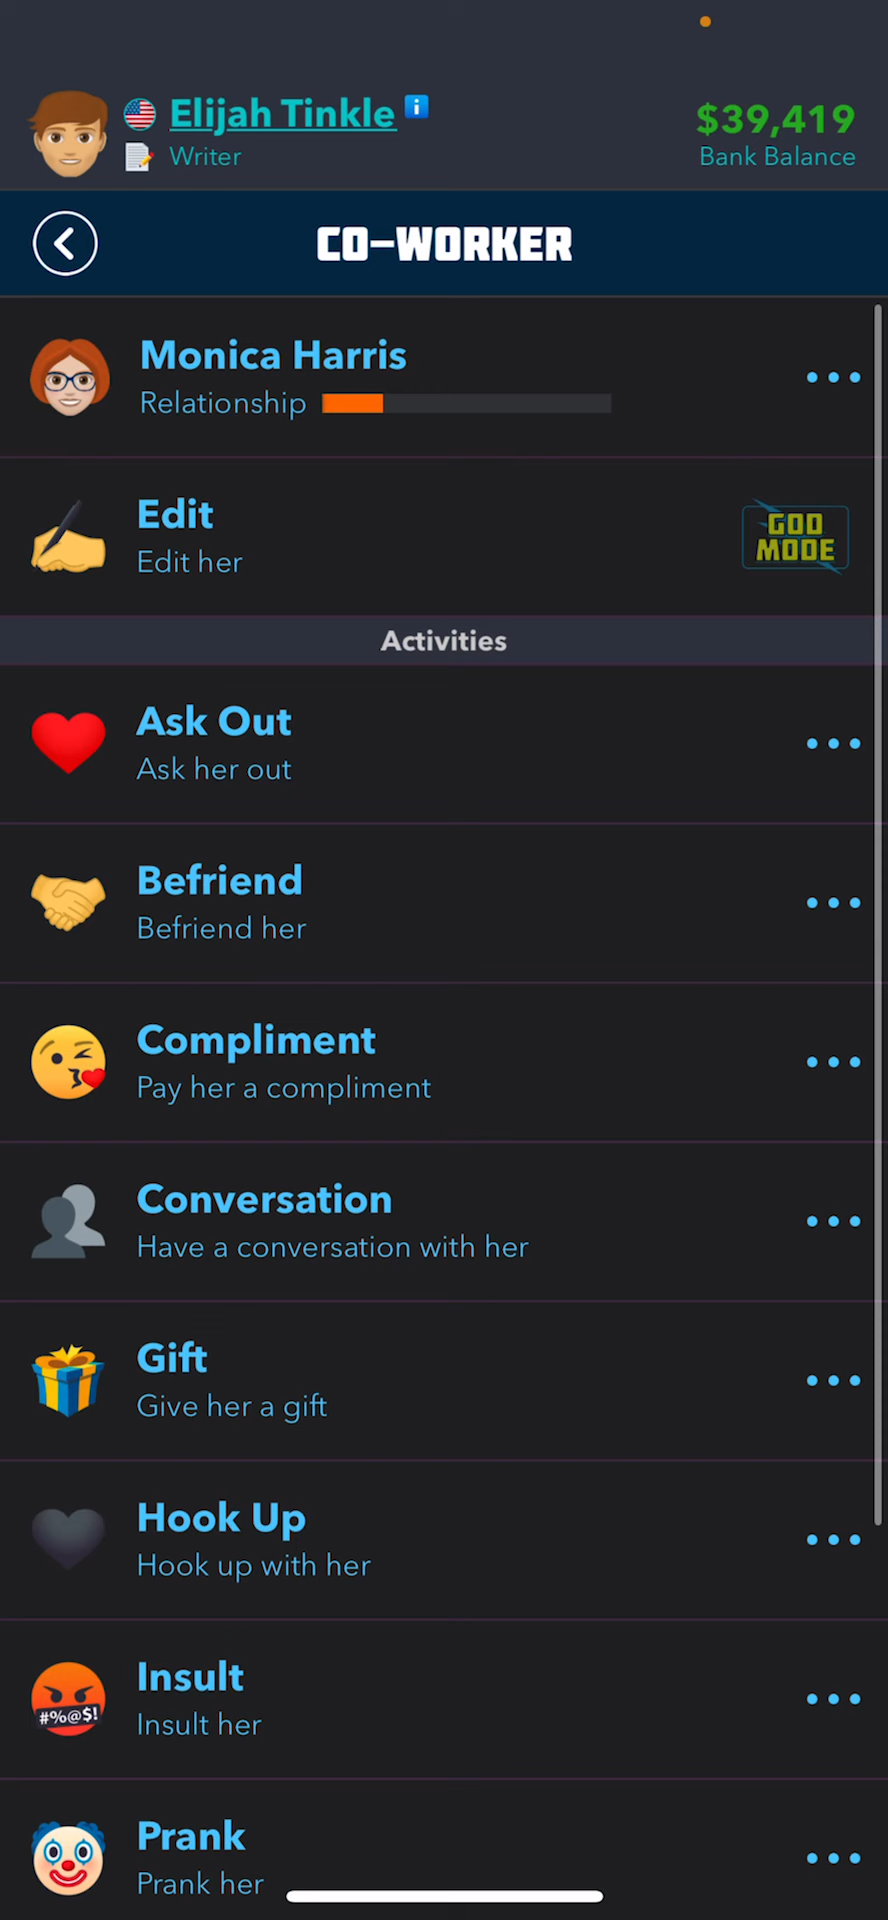 Elijah Tinkle i
$39,419
Writer
Bank Balance
CO-WORKER
Monica Harris
Relationship
Edit
Edit her
GOD
MODE
Activities
Ask Out
Ask her out
Befriend
Befriend her
Compliment
Pay her a compliment
Conversation
Have a conversation with her
Gift
Give her a gift
Hook Up
Hook up with her
#%@$!
Insult
Insult her
Prank
Prank her